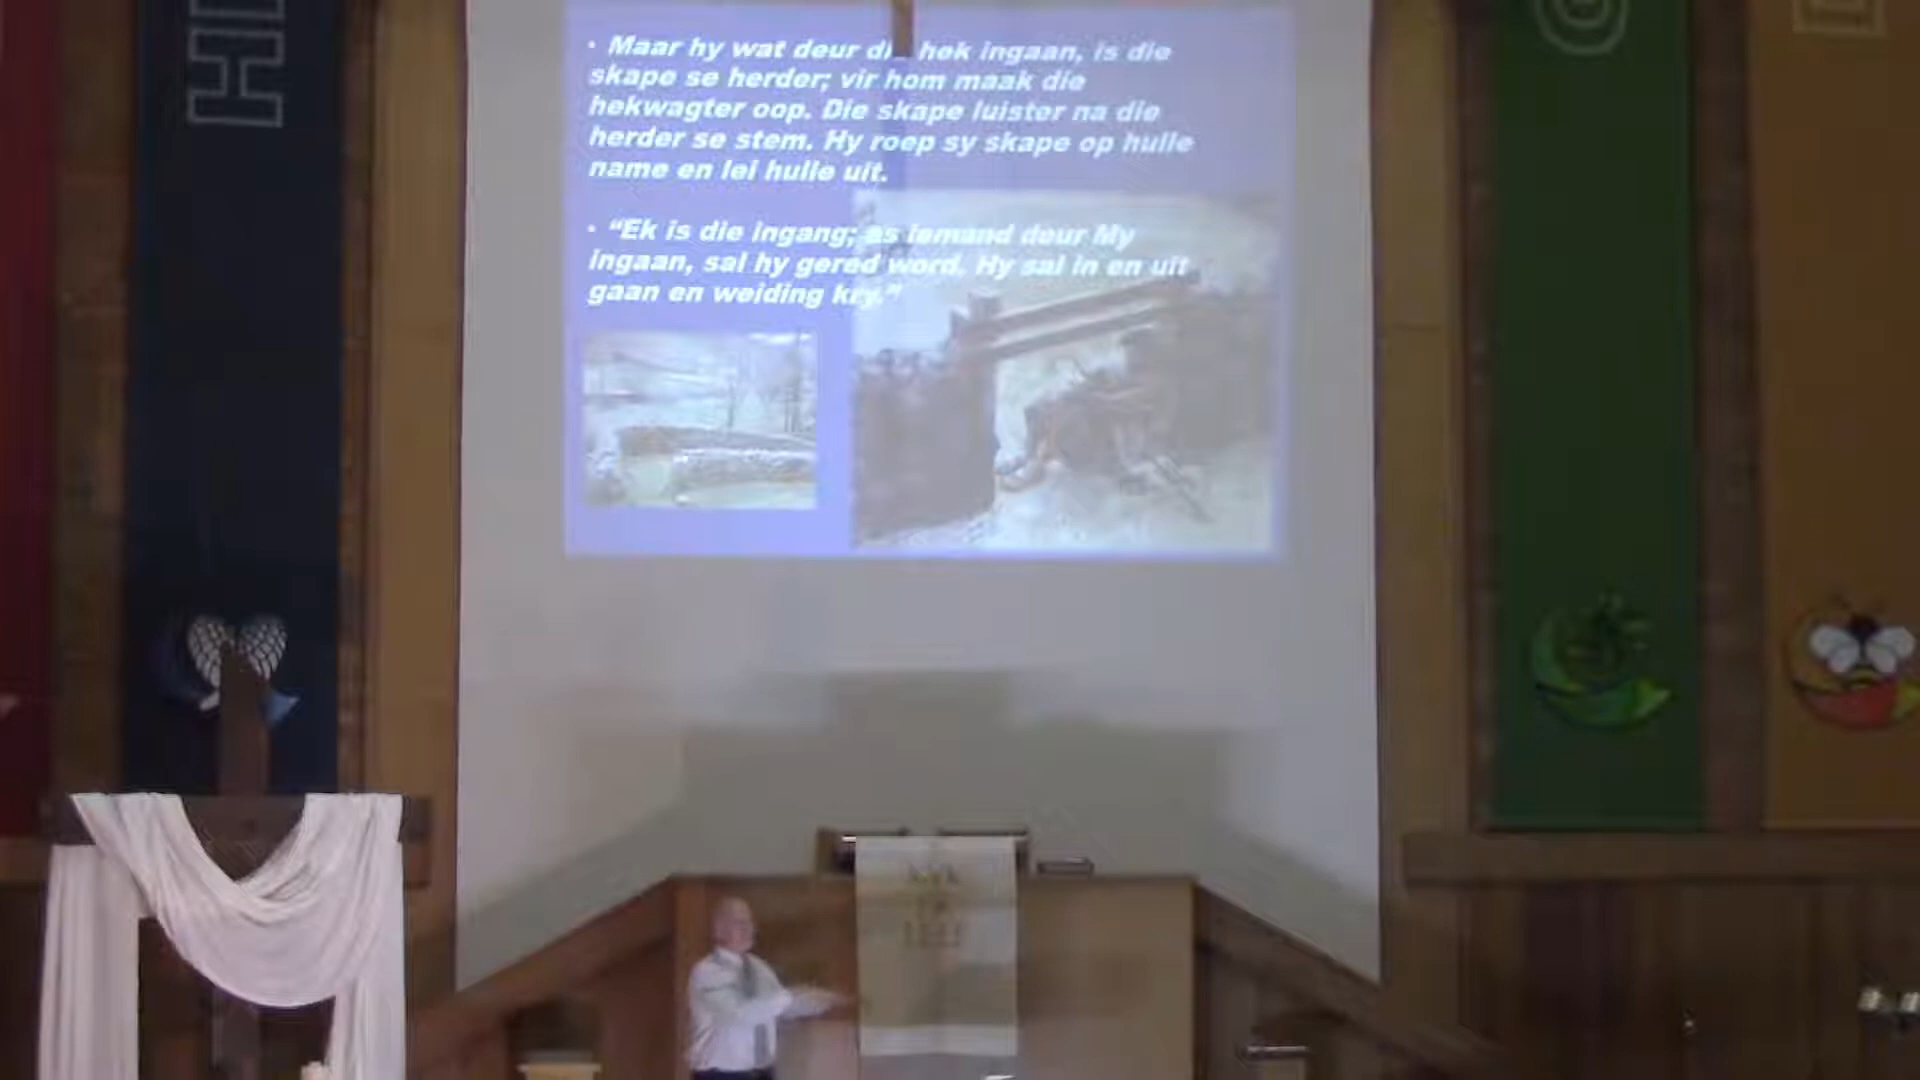 · Maar hy wat deur die hek ingaan, is die
skape se herder; vir hom maak die
hekwagter oop. Die skape luister na die
herder se stem. Hy roep sy skape op hulle
name en lei hulle uit.
· “Ek is die ingang; as iemand deur My
ingaan, sal hy gered word. Hy sal in en uit
gaan en weiding kry.”